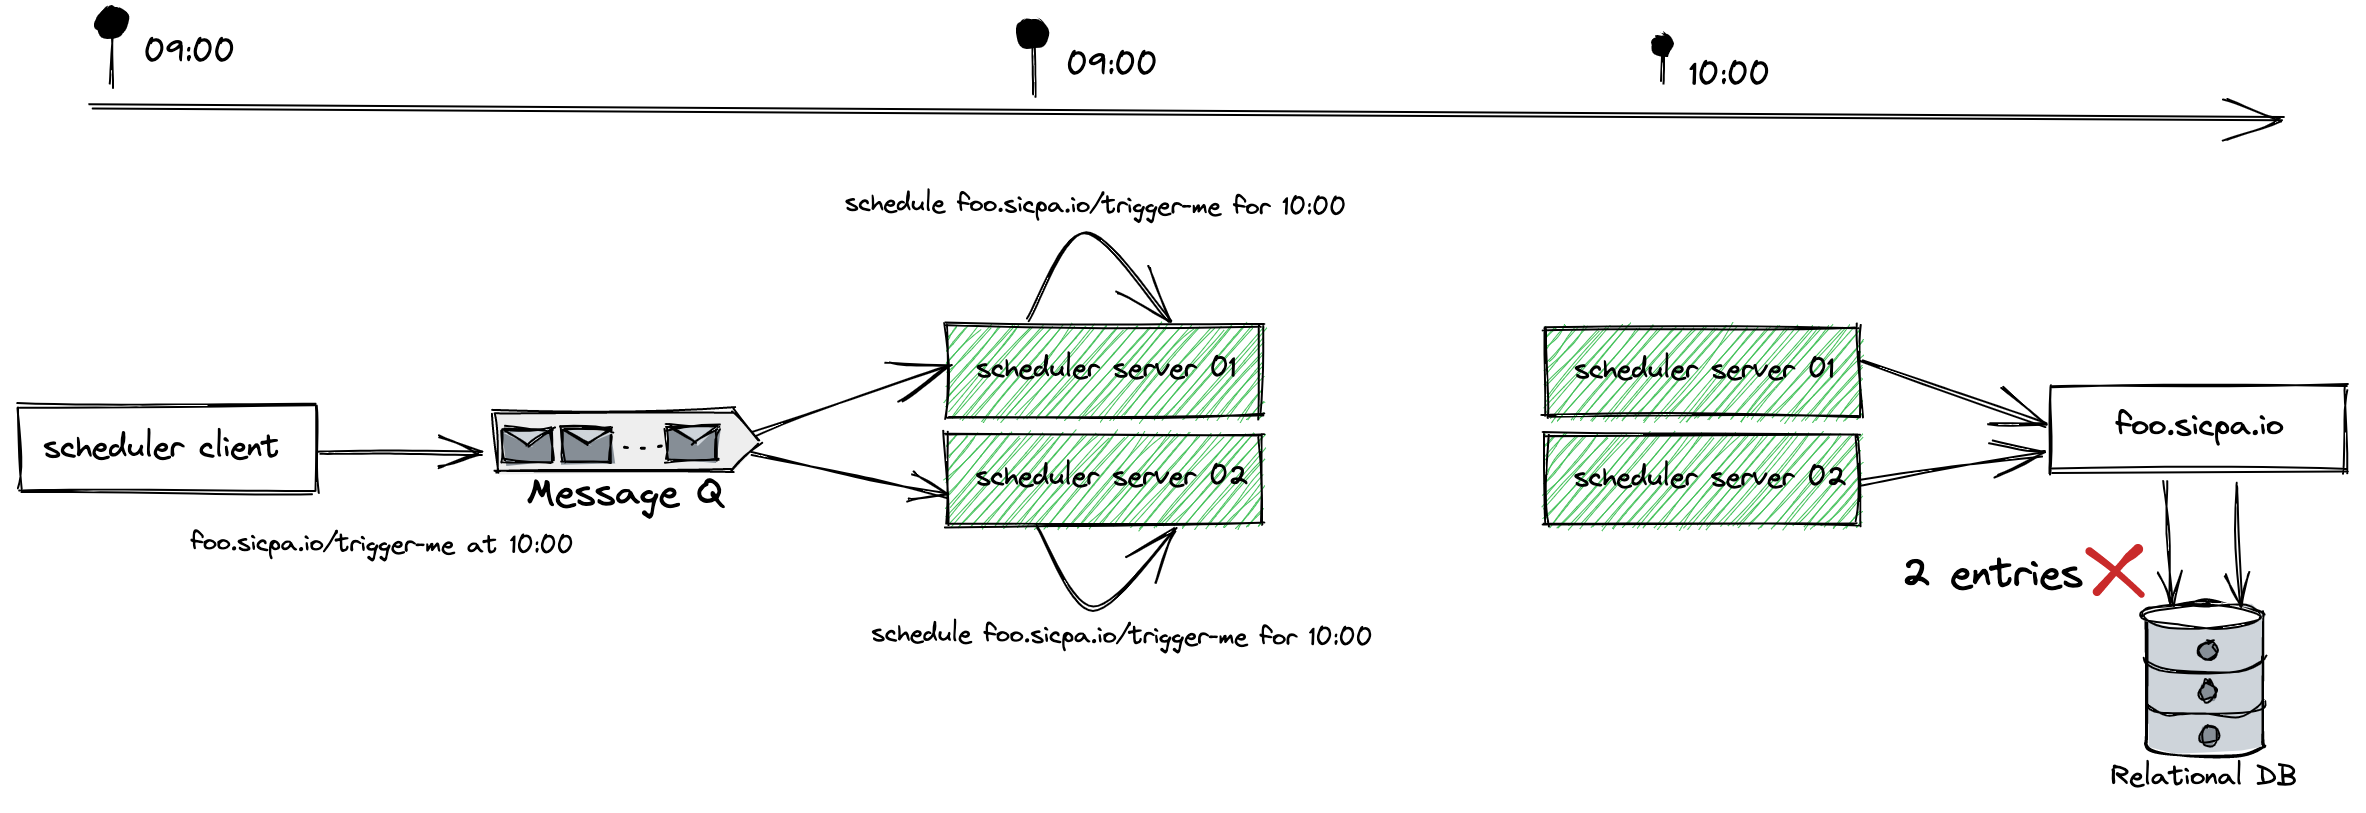 09:00
09:00
10:00
schedule foo.sicpa.io/trigger-me for 10:00
scheduler client
foo.sicpa.io/trigger-me at 10:00
Message Q
scheduler server 01
scheduler server 02
schedule foo.sicpa.io/trigger-me for 10:00
scheduler server 01
scheduler server 02
foo.sicpa.io
2 entries
Relational DB